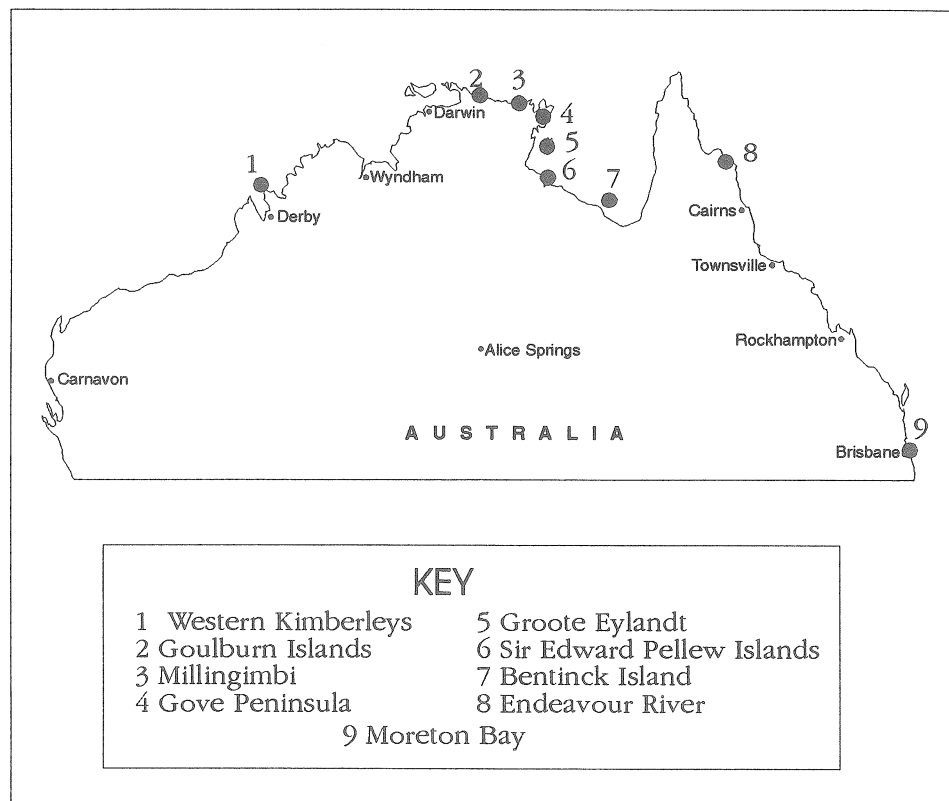 2
3
Darwin
4
1
5
Wyndham
6
7
8
Derby
Cairns
Townsville
Rockhampton
Alice Springs
Carnavon
AUSTRALIA
9
Brisbane
KEY
1 Western Kimberleys
2 Goulburn Islands
3 Millingimbi
4 Gove Peninsula
5 Groote Eylandt
6 Sir Edward Pellew Islands
7 Bentinck Island
8 Endeavour River
9 Moreton Bay